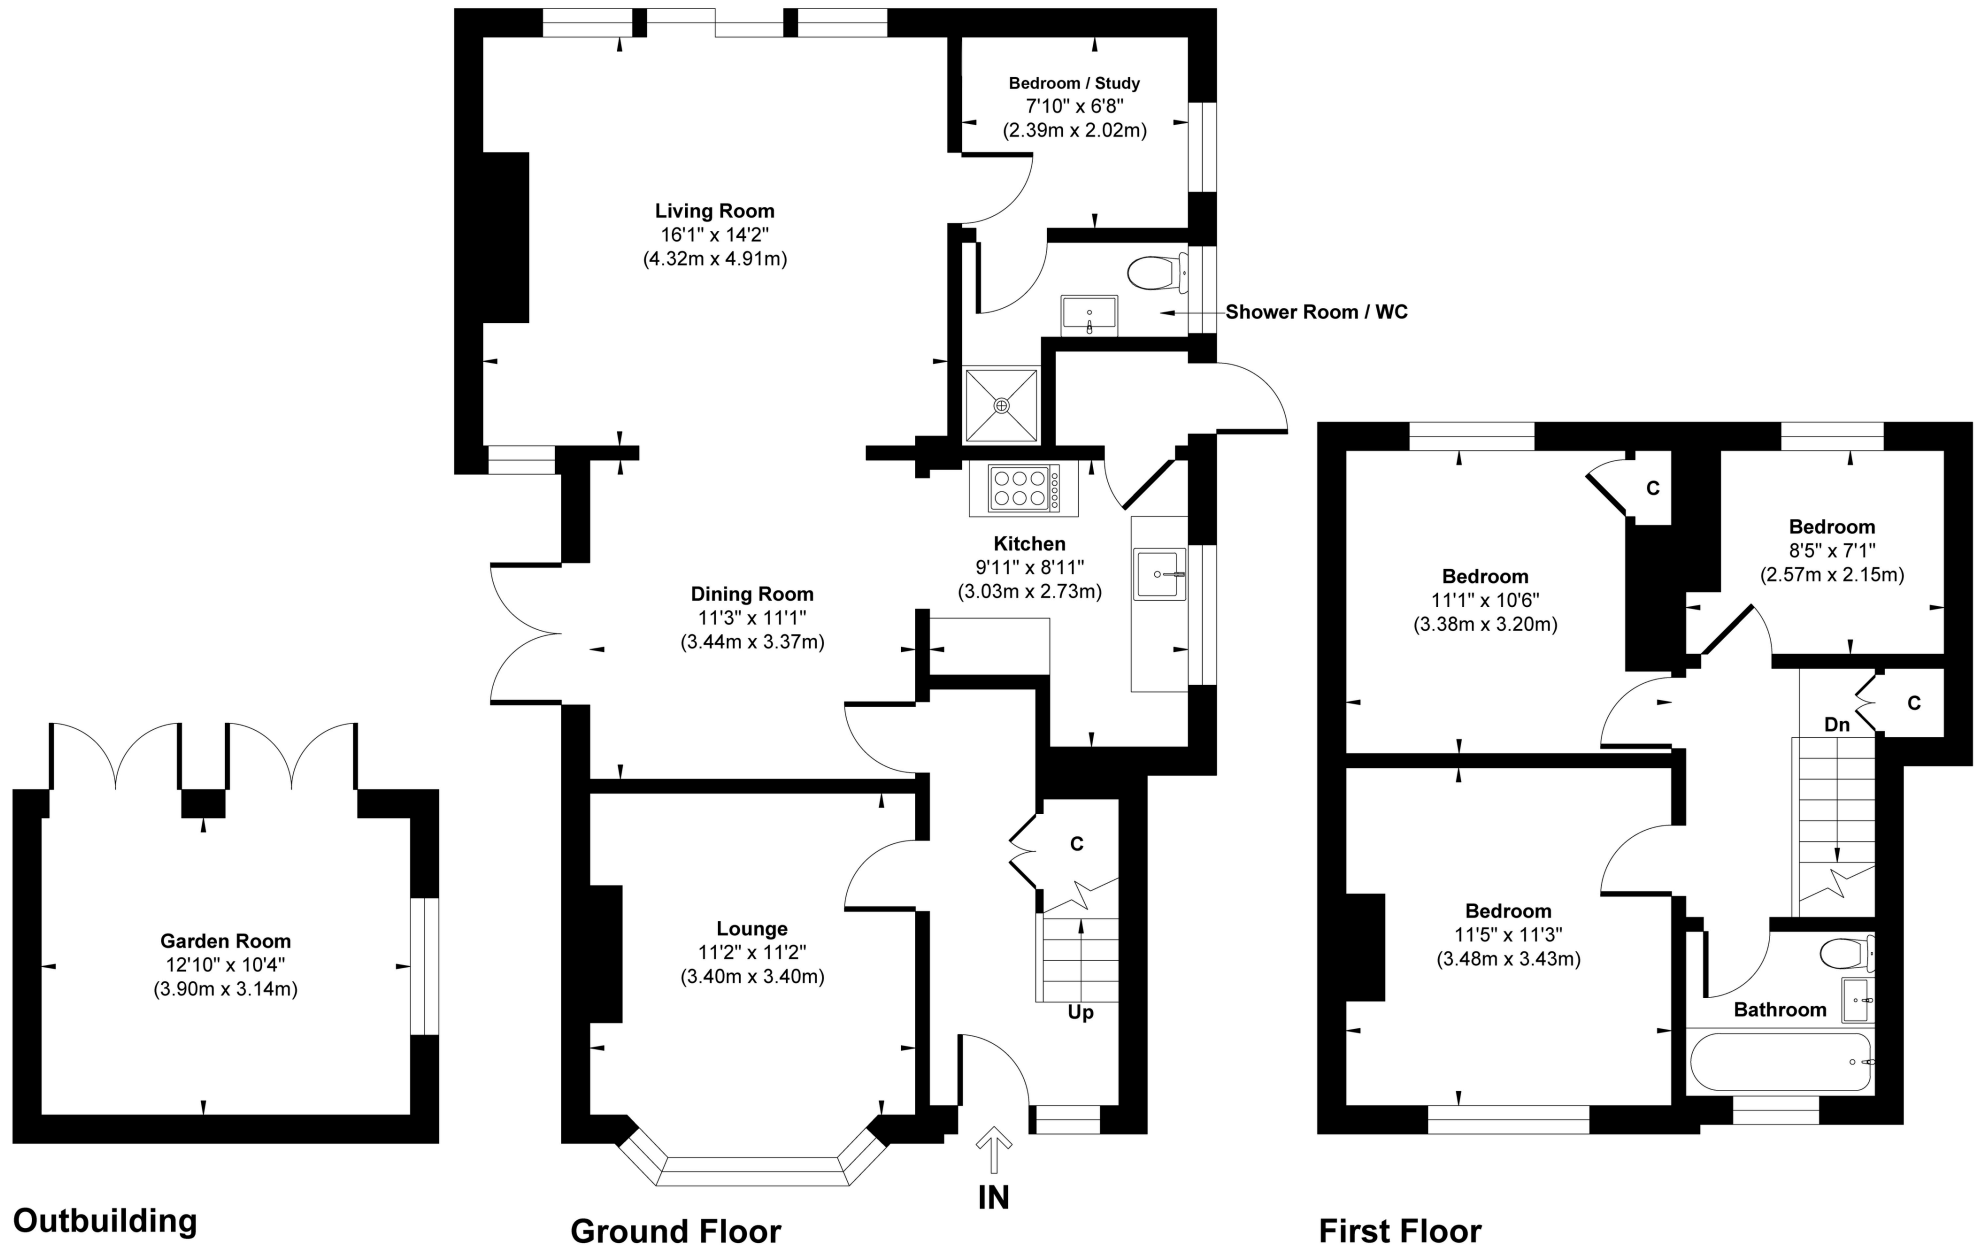 Bedroom / Study
7'10" x 6'8"
(2.39m x 2.02m)
Living Room
16'1" x 14'2"
(4.32m x 4.91m)
Shower Room / WC
Kitchen
9'11" x 8'11"
(3.03m x 2.73m)
Dining Room
11'3" x 11'1"
(3.44m x 3.37m)
C
Lounge
11'2" x 11'2"
(3.40m x 3.40m)
Up
IN
Ground Floor
Garden Room
12'10" x 10'4"
(3.90m x 3.14m)
Outbuilding
C
Bedroom
8'5" x 7'1"
(2.57m x 2.15m)
Bedroom
11'1" x 10'6"
(3.38m x 3.20m)
C
Dn
Bedroom
11'5" x 11'3"
(3.48m x 3.43m)
Bathroom
First Floor